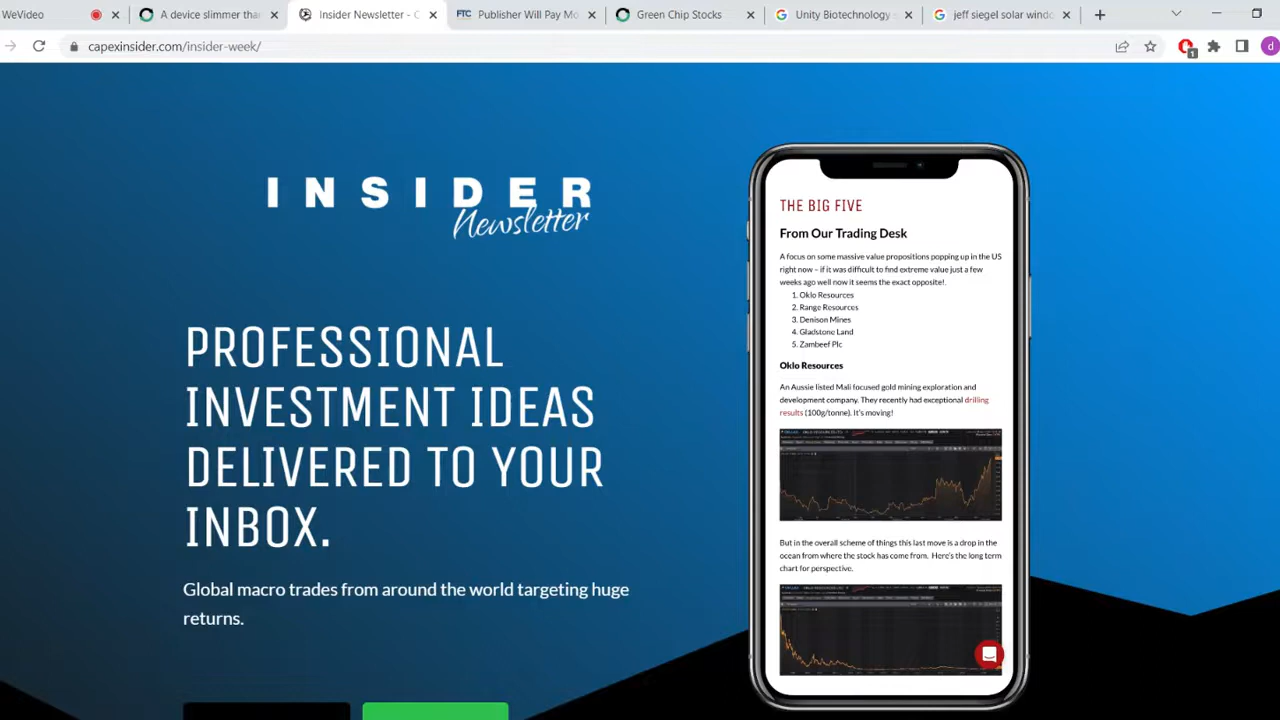 WeVideo
A device slimmer tha
Insider Newsletter - C
Publisher Will Pay Mo
Green Chip Stocks
Unity Biotechnology s
jeff siegel solar windo
capexinsider.com/insider-week/
1
d
INSIDER
Newsletter
PROFESSIONAL
INVESTMENT IDEAS
DELIVERED TO YOUR
INBOX.
Global macro trades from around the world targeting huge
returns.
THE BIG FIVE
From Our Trading Desk
A focus on some massive value propositions popping up in the US
right now – if it was difficult to find extreme value just a few
weeks ago well now it seems the exact opposite!.
1. Oklo Resources
2. Range Resources
3. Denison Mines
4. Gladstone Land
5. Zambeef Plc
Oklo Resources
An Aussie listed Mali focused gold mining exploration and
development company. They recently had exceptional drilling
results (100g/tonne). It's moving!
But in the overall scheme of things this last move is a drop in the
ocean from where the stock has come from. Here's the long term
chart for perspective.